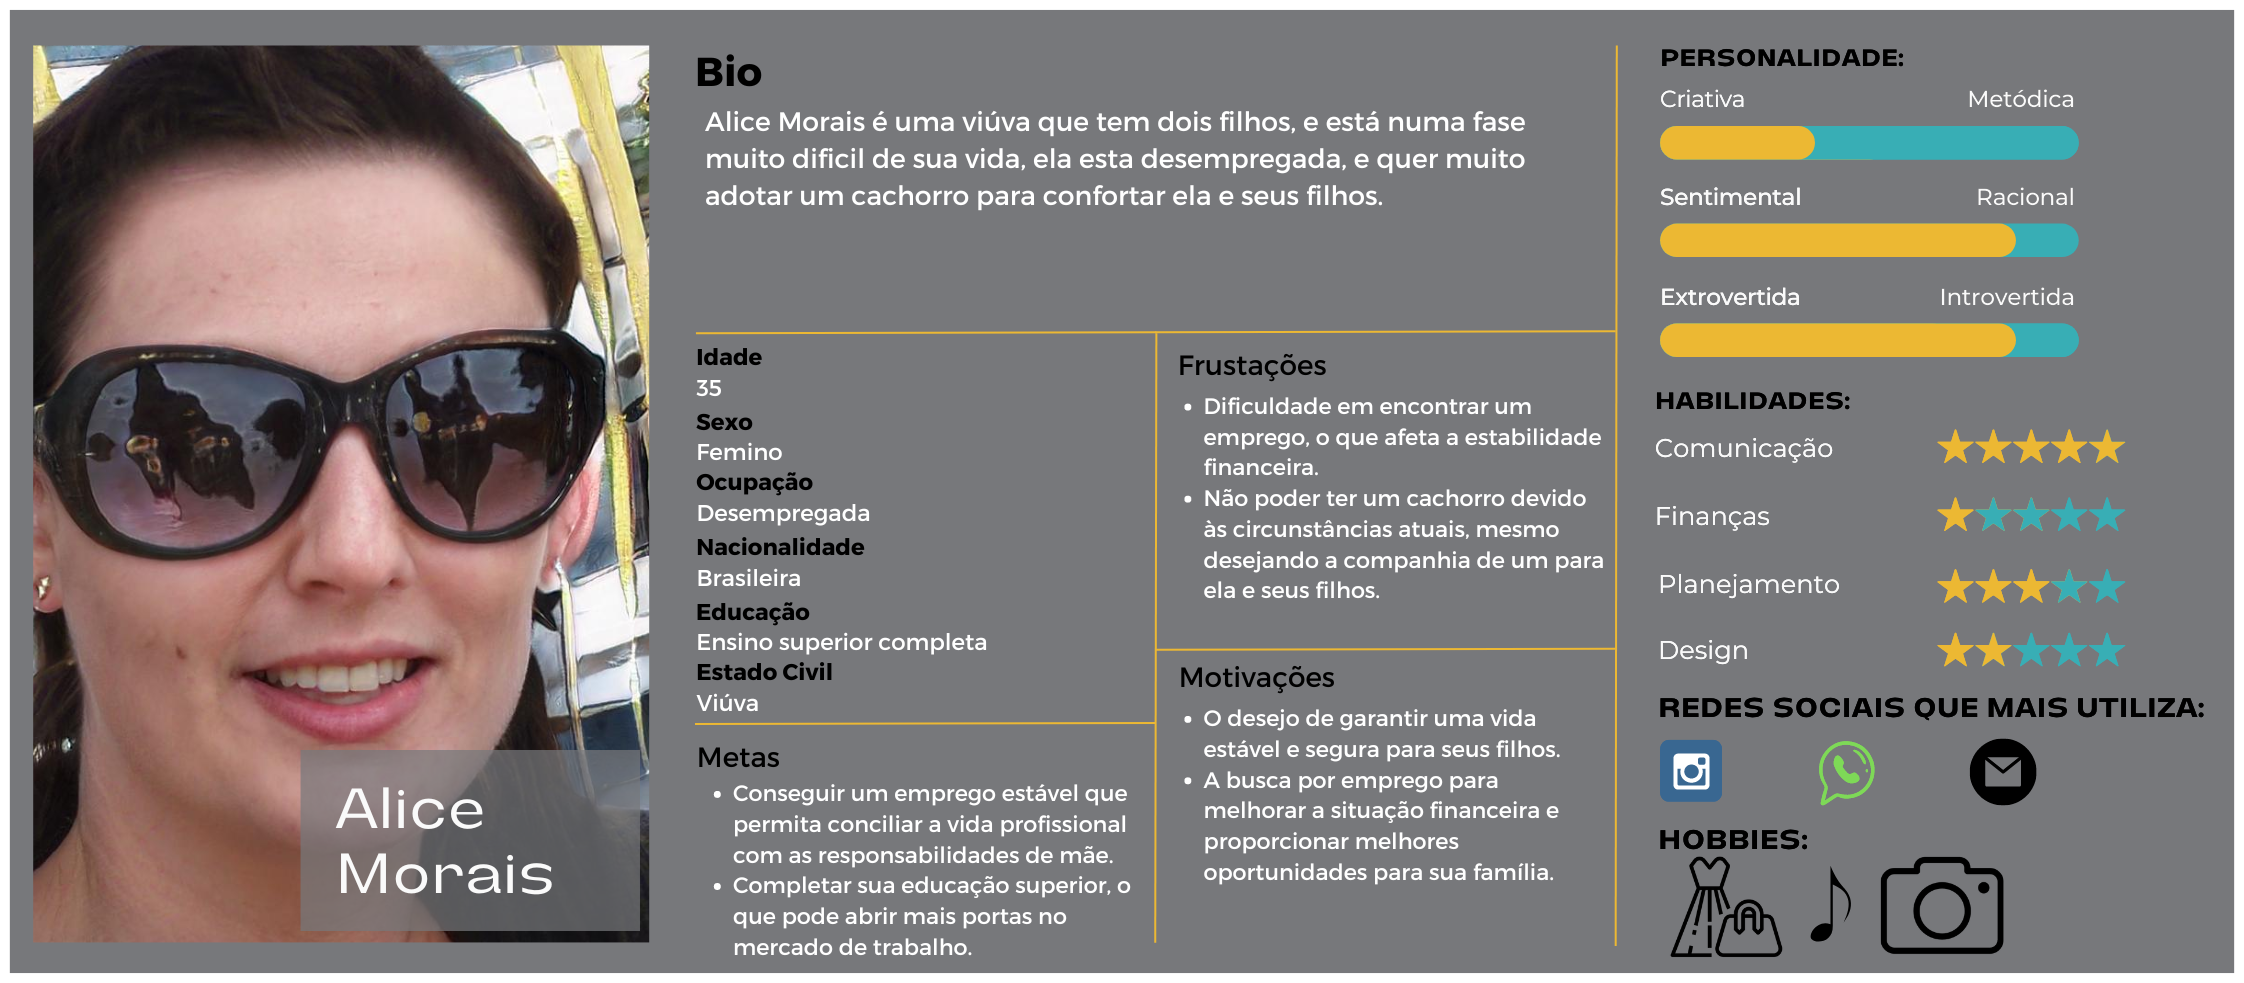 Alice
Morais
Bio
Alice Morais é uma viúva que tem dois filhos, e está numa fase
muito dificil de sua vida, ela esta desempregada, e quer muito
adotar um cachorro para confortar ela e seus filhos.
Idade
35
Sexo
Femino
Ocupação
Desempregada
Nacionalidade
Brasileira
Educação
Ensino superior completa
Estado Civil
Viúva
Metas
• Conseguir um emprego estável que
permita conciliar a vida profissional
com as responsabilidades de mãe.
• Completar sua educação superior, o
que pode abrir mais portas no
mercado de trabalho.
Frustações
• Dificuldade em encontrar um
emprego, o que afeta a estabilidade
financeira.
• Não poder ter um cachorro devido
às circunstâncias atuais, mesmo
desejando a companhia de um para
ela e seus filhos.
Motivações
• O desejo de garantir uma vida
estável e segura para seus filhos.
• A busca por emprego para
melhorar a situação financeira e
proporcionar melhores
oportunidades para sua família.
PERSONALIDADE:
Criativa Metódica
Sentimental Racional
Extrovertida Introvertida
HABILIDADES:
Comunicação
Finanças
Planejamento
Design
REDES SOCIAIS QUE MAIS UTILIZA:
HOBBIES: